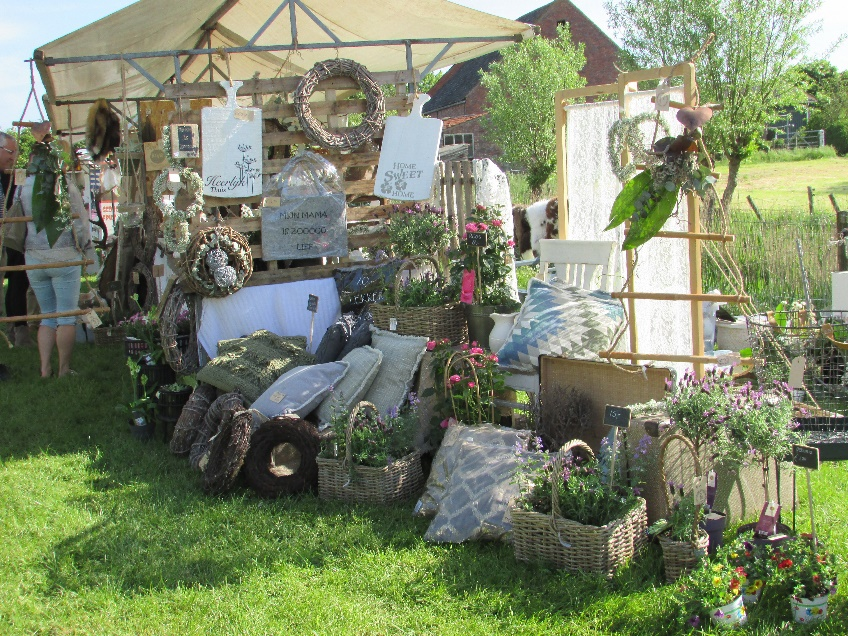 Heerlijk
Thuis
HOME
SWEET
HOME
MIJN MAMA
IS ZOOOOO
LIEF